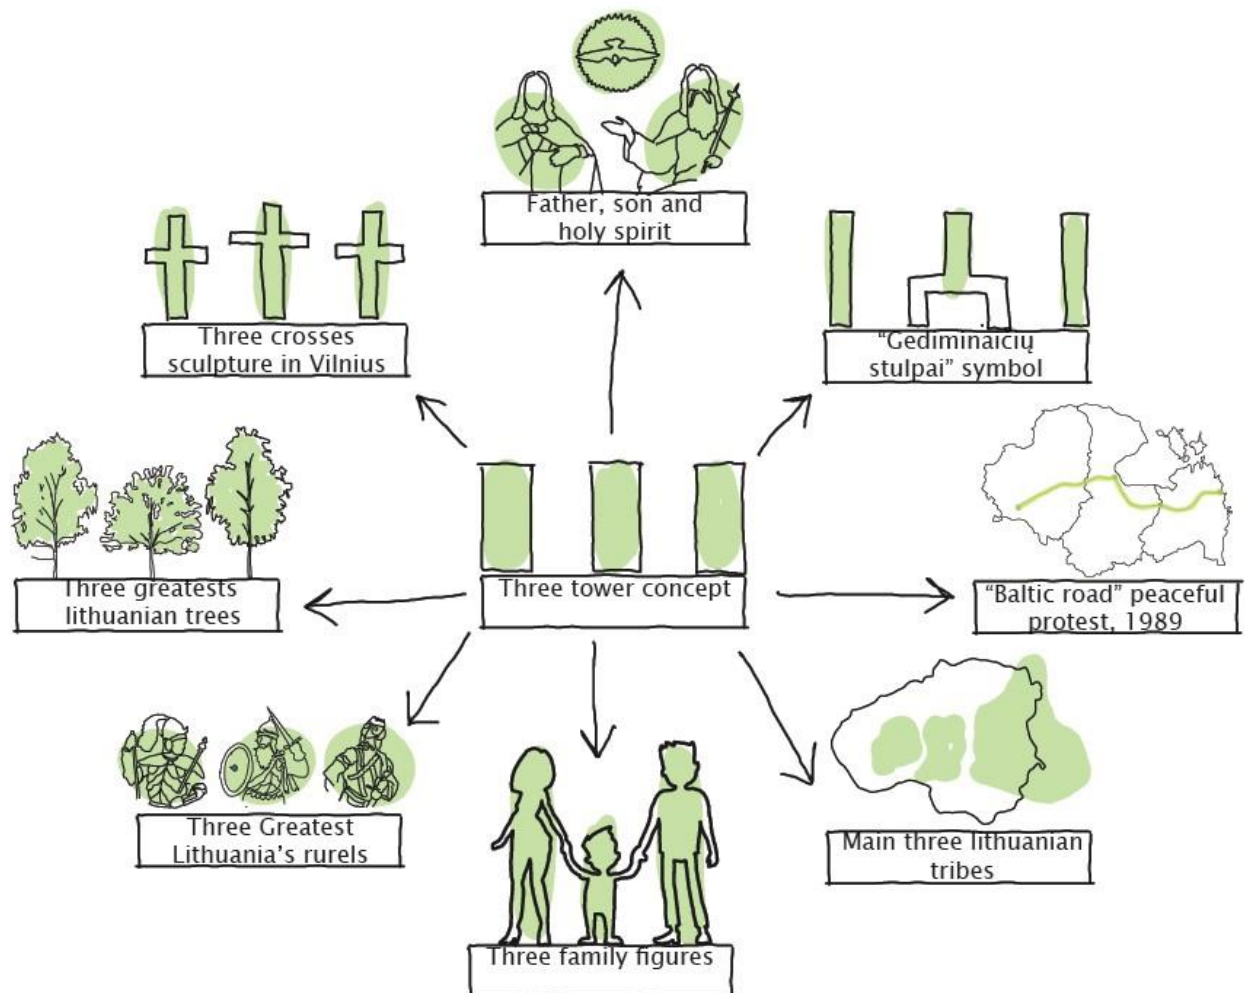 Father, son and
holy spirit
Three crosses
sculpture in Vilnius
“Gediminaičių
stulpai” symbol
Three greatests
lithuanian trees
Three tower concept
“Baltic road” peaceful
protest, 1989
Three Greatest
Lithuania’s rurels
Main three lithuanian
tribes
Three family figures